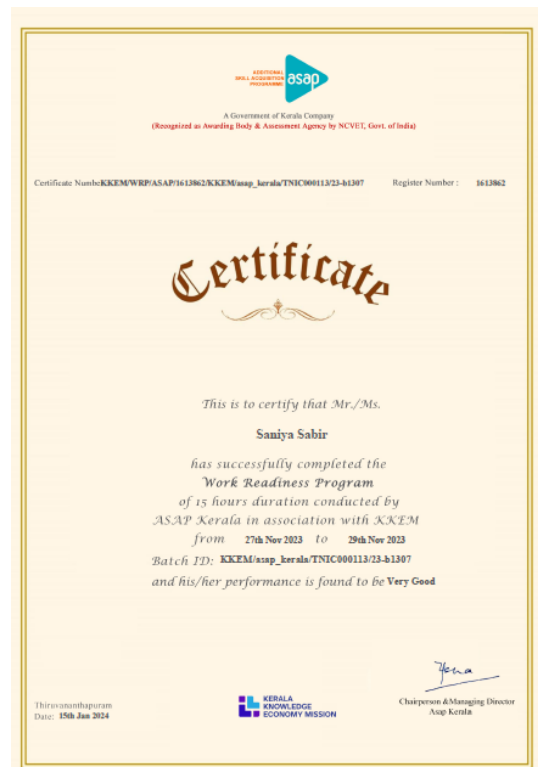 ADDITIONAL
SKILL ACQUISITION
PROGRAMME
asap
A Government of Kerala Company
(Recognized as Awarding Body & Assessment Agency by NCVET, Govt. of India)
Certificate NumbeKKEM/WRP/ASAP/1613862/KKEM/asap_kerala/TNIC000113/23-b1307 Register Number : 1613862
Certificate
This is to certify that Mr./Ms.
Saniya Sabir
has successfully completed the
Work Readiness Program
of 15 hours duration conducted by
ASAP Kerala in association with KKEM
from 27th Nov 2023 to 29th Nov 2023
Batch ID: KKEM/asap_kerala/TNIC000113/23-b1307
and his/her performance is found to be Very Good
Thiruvananthapuram
Date: 15th Jan 2024
KERALA
KNOWLEDGE
ECONOMY MISSION
Chairperson &Managing Director
Asap Kerala